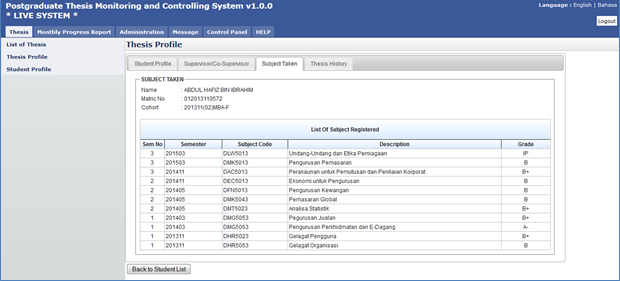 Postgraduate Thesis Monitoring and Controlling System v1.0.0
Language : English | Bahasa
* LIVE SYSTEM *
Logout
Thesis Monthly Progress Report Administration Message Control Panel HELP
List of Thesis
Thesis Profile
Student Profile
Thesis Profile
Student Profile Supervisor/Co-Supervisor Subject Taken Thesis History
SUBJECT TAKEN
Name : ABDUL HAFIZ BIN IBRAHIM
Matric No : 012013110572
Cohort : 201311(02)MBA-F
List Of Subject Registered
Sem No Semester Subject Code Description Grade
3 201503 DLW5013 Undang-Undang dan Etika Perniagaan IP
3 201503 DMK5013 Pengurusan Pemasaran B
3 201411 DAC5013 Perakaunan untuk Pemutusan dan Penilaian Korporat B+
2 201411 DEC5013 Ekonomi untuk Pengurusan B
2 201405 DFN5013 Pengurusan Kewangan B
2 201405 DMK5043 Pemasaran Global B
2 201405 DMT5023 Analisa Statistik B+
1 201403 DMG5053 Pegurusan Jualan B+
1 201403 DMG5063 Pengurusan Perkhidmatan dan E-Dagang A-
1 201311 DHR5023 Gelagat Pengguna B+
1 201311 DHR5053 Gelagat Organisasi B
Back to Student List